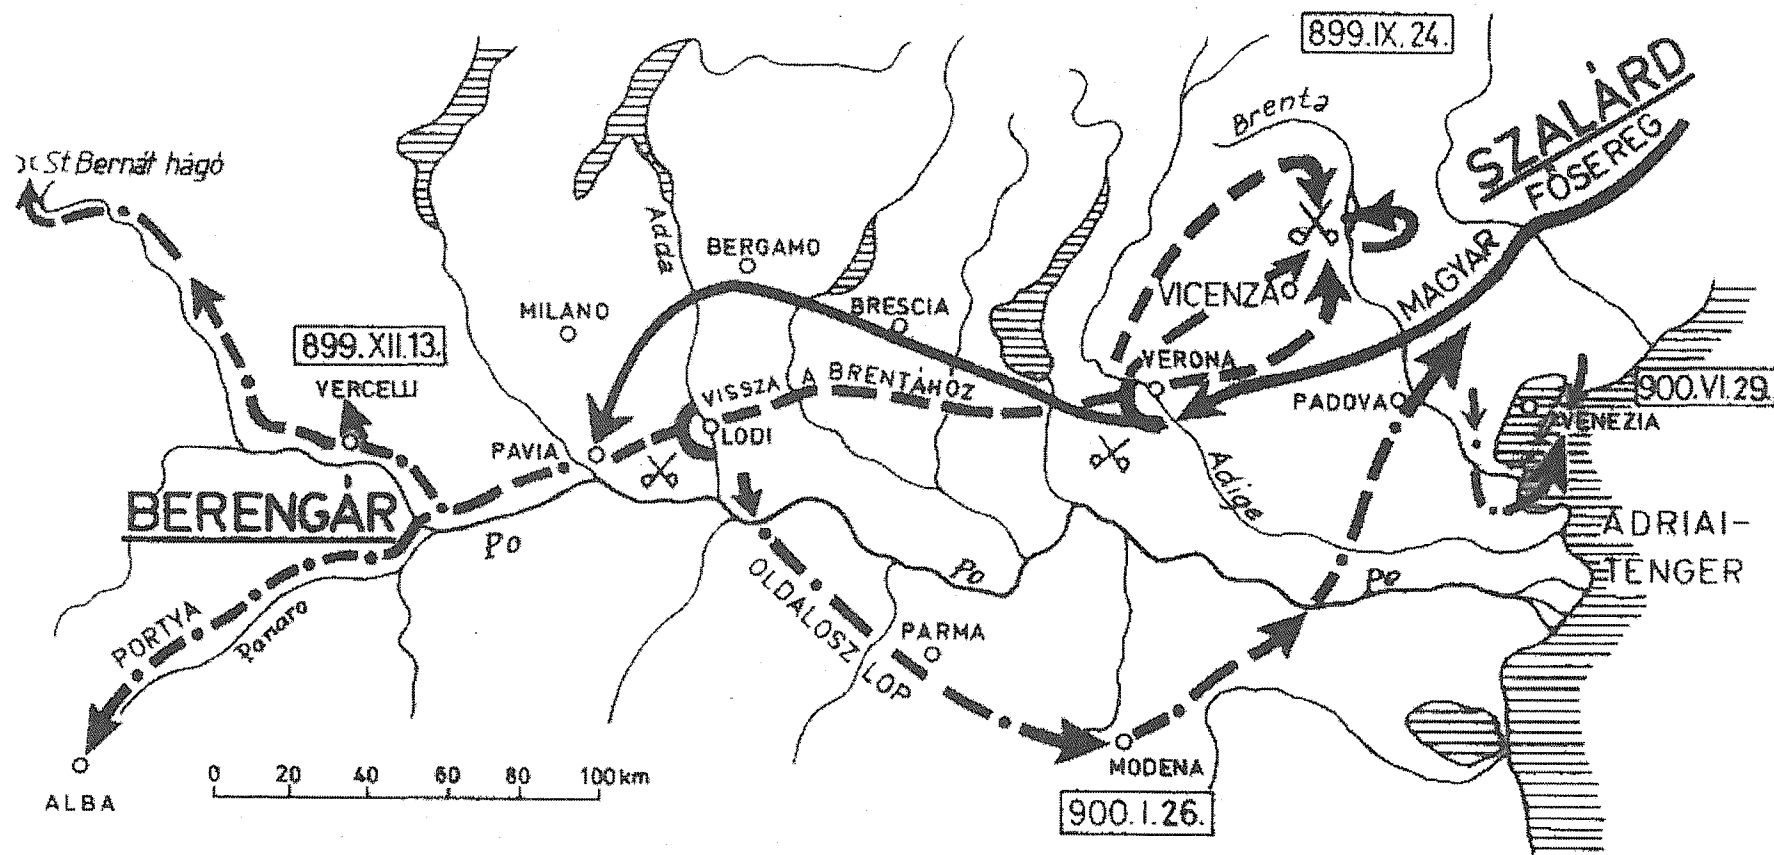 899.IX.24.
SZALÁRD
FŐSEREG
MAGYAR
Brenta
St Bernát hágó
Adda
BERGAMO
MILANO
BRESCIA
VICENZA
899.XII.13.
VERCELLI
VERONA
900.VI.29.
VISSZA A BRENTÁHOZ
PADOVA
VENEZIA
LODI
PAVIA
BERENGÁR
Adige
Po
Po
Po
ADRIAI-
TENGER
OLDALOSZLOP
PORTYA
Panaro
PARMA
MODENA
900.I.26.
ALBA
0 20 40 60 80 100 km